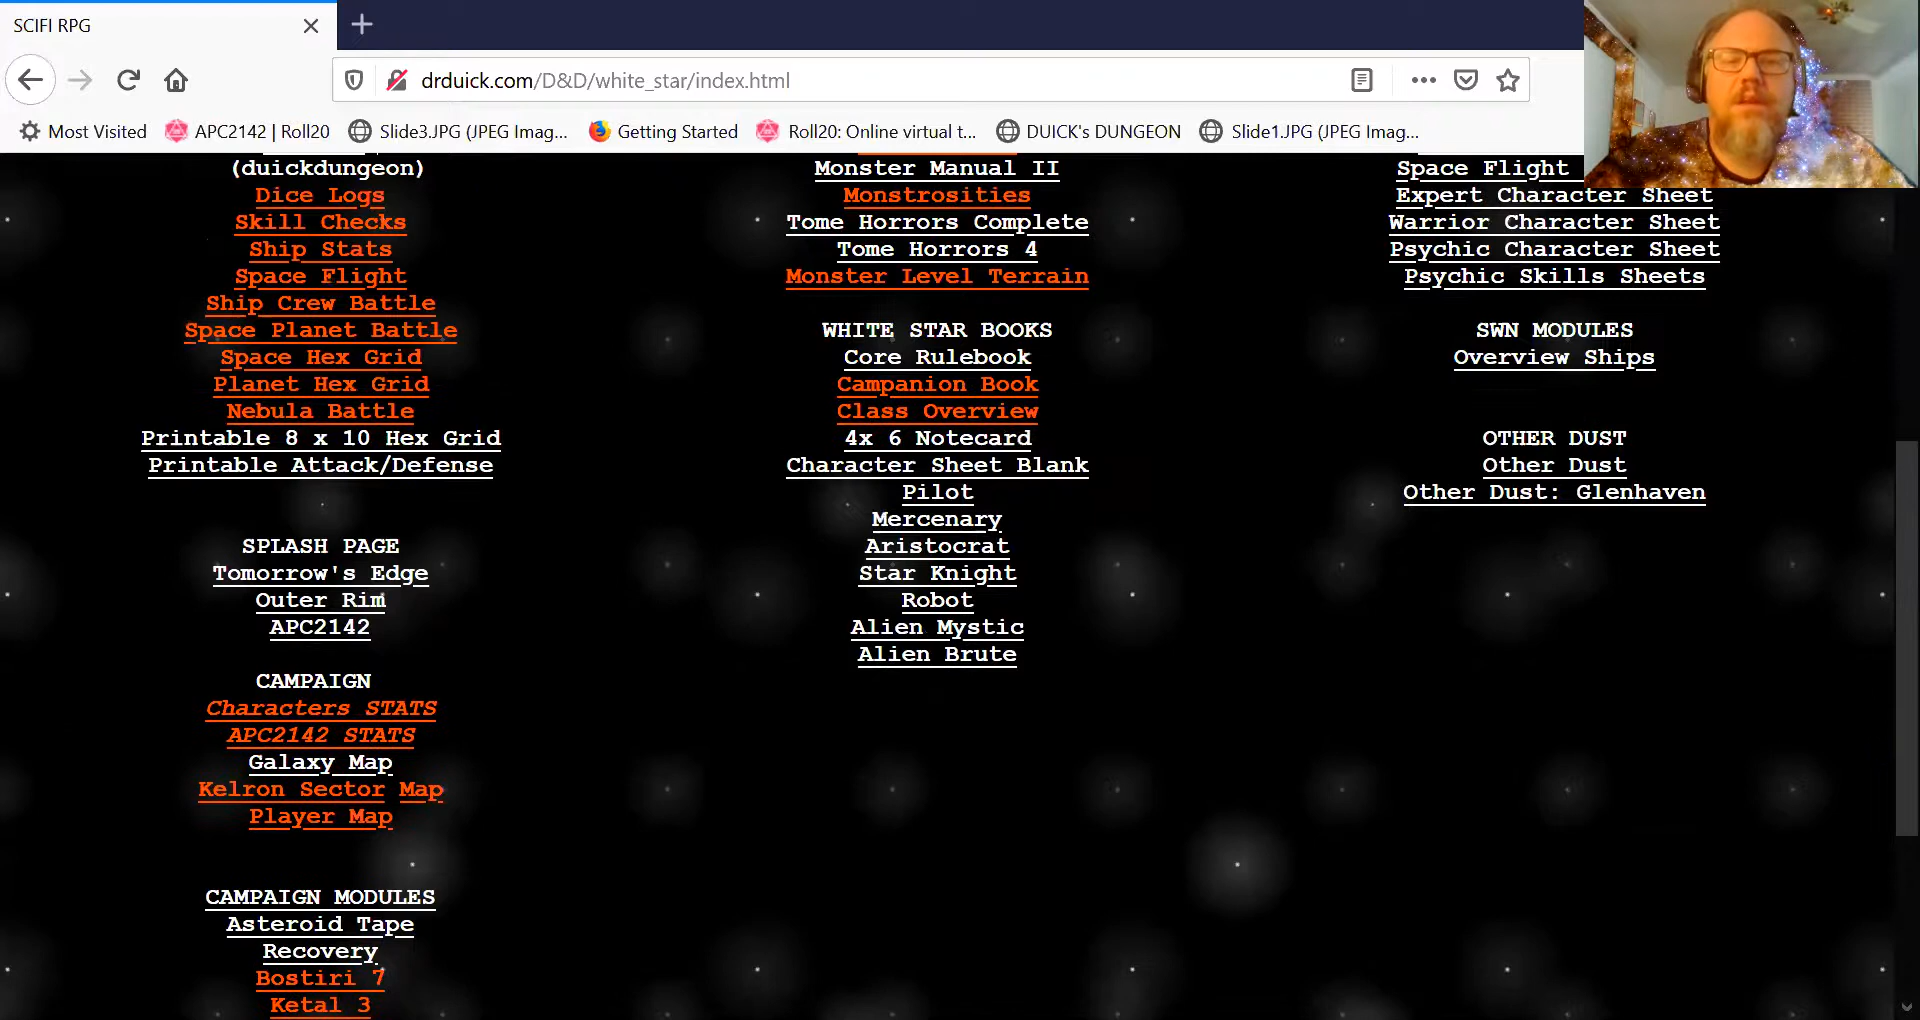 SCIFI RPG
drduick.com/D&D/white_star/index.html
Most Visited
APC2142 | Roll20
Slide3.JPG (JPEG Imag...
Getting Started
Roll20: Online virtual t...
DUICK's DUNGEON
Slide1.JPG (JPEG Imag...
(duickdungeon)
Dice Logs
Skill Checks
Ship Stats
Space Flight
Ship Crew Battle
Space Planet Battle
Space Hex Grid
Planet Hex Grid
Nebula Battle
Printable 8 x 10 Hex Grid
Printable Attack/Defense
SPLASH PAGE
Tomorrow's Edge
Outer Rim
APC2142
CAMPAIGN
Characters STATS
APC2142 STATS
Galaxy Map
Kelron Sector Map
Player Map
CAMPAIGN MODULES
Asteroid Tape
Recovery
Bostiri 7
Ketal 3
Monster Manual II
Monstrosities
Tome Horrors Complete
Tome Horrors 4
Monster Level Terrain
WHITE STAR BOOKS
Core Rulebook
Campanion Book
Class Overview
4x 6 Notecard
Character Sheet Blank
Pilot
Mercenary
Aristocrat
Star Knight
Robot
Alien Mystic
Alien Brute
Space Flight
Expert Character Sheet
Warrior Character Sheet
Psychic Character Sheet
Psychic Skills Sheets
SWN MODULES
Overview Ships
OTHER DUST
Other Dust
Other Dust: Glenhaven